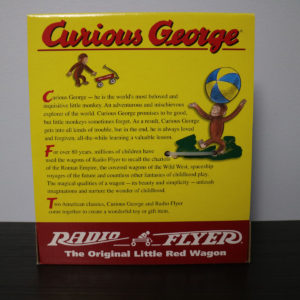 Curious George®
Curious George — he is the world's most beloved and
inquisitive little monkey. An adventurous and mischievous
explorer of the world. Curious George promises to be good,
but little monkeys sometimes forget. As a result, Curious George
gets into all kinds of trouble, but in the end, he is always loved
and forgiven, all-the-while learning a valuable lesson.
For over 80 years, millions of children have
used the wagons of Radio Flyer to recall the chariots
of the Roman Empire, the covered wagons of the Wild West, spaceship
voyages of the future and countless other fantasies of childhood play.
The magical qualities of a wagon — its beauty and simplicity – unleash
imaginations and nurture the wonder of childhood.
Two American classics, Curious George and Radio Flyer
come together to create a wonderful toy or gift item.
RADIO FLYER
The Original Little Red Wagon